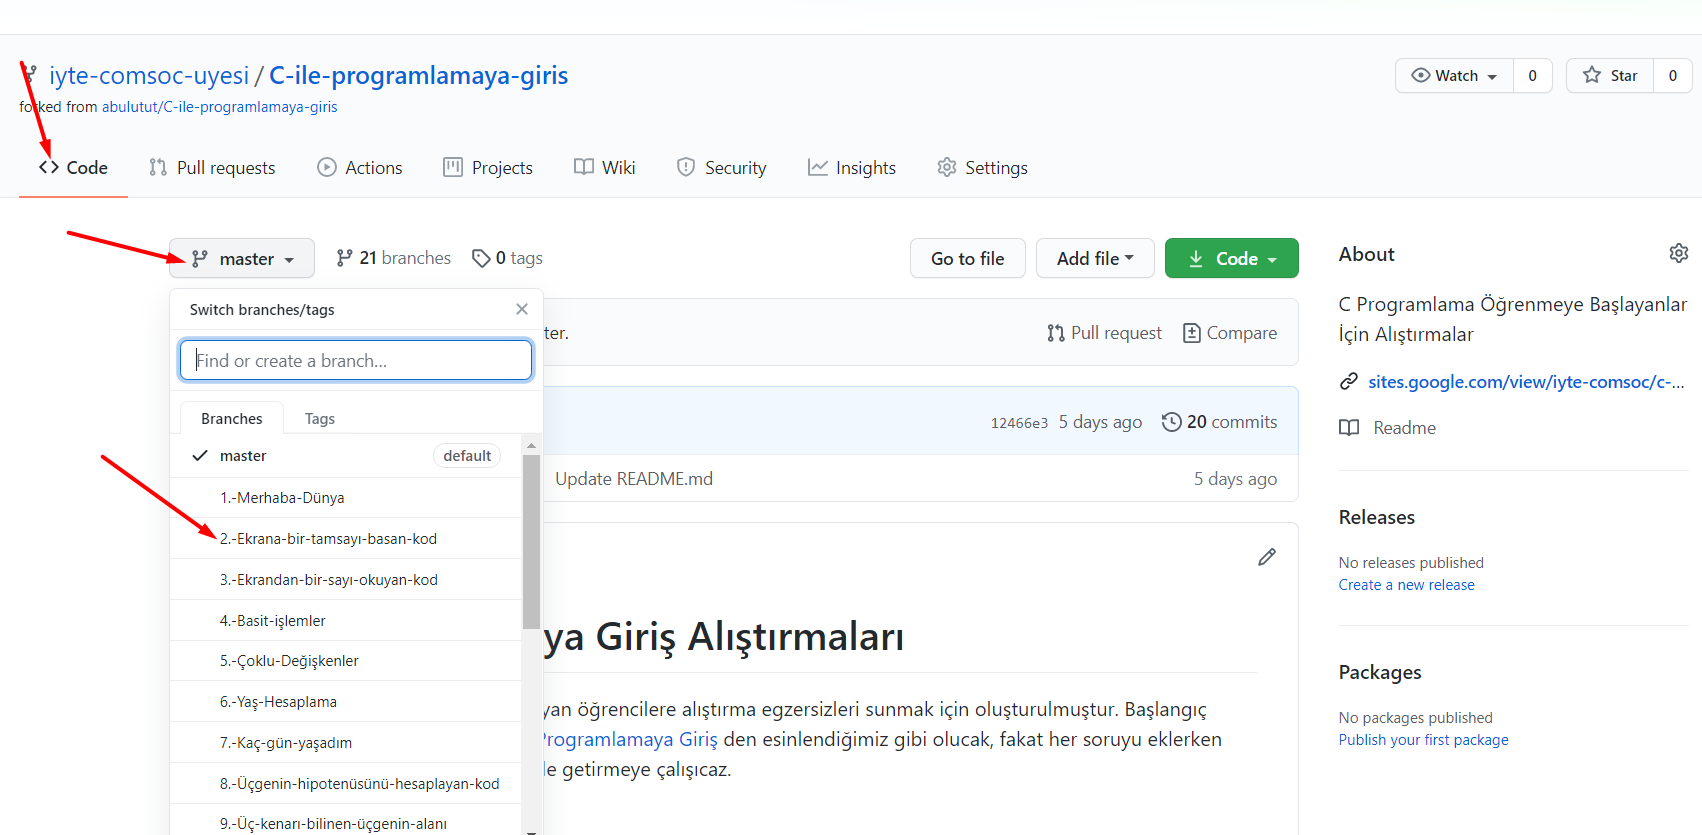 iyte-comsoc-uyesi / C-ile-programlamaya-giris
forked from abulutut/C-ile-programlamaya-giris
Watch 0 Star 0
Code Pull requests Actions Projects Wiki Security Insights Settings
master 21 branches 0 tags Go to file Add file Code
Switch branches/tags
Find or create a branch...
Branches Tags
master default
1.-Merhaba-Dünya
2.-Ekrana-bir-tamsayı-basan-kod
3.-Ekrandan-bir-sayı-okuyan-kod
4.-Basit-işlemler
5.-Çoklu-Değişkenler
6.-Yaş-Hesaplama
7.-Kaç-gün-yaşadım
8.-Üçgenin-hipotenüsünü-hesaplayan-kod
9.-Üç-kenarı-bilinen-üçgenin-alanı
ter. Pull request Compare
12466e3 5 days ago 20 commits
Update README.md 5 days ago
ya Giriş Alıştırmaları
yan öğrencilere alıştırma egzersizleri sunmak için oluşturulmuştur. Başlangıç
Programlamaya Giriş den esinlendiğimiz gibi olucak, fakat her soruyu eklerken
le getirmeye çalışıcaz.
About
C Programlama Öğrenmeye Başlayanlar
İçin Alıştırmalar
sites.google.com/view/iyte-comsoc/c-...
Readme
Releases
No releases published
Create a new release
Packages
No packages published
Publish your first package